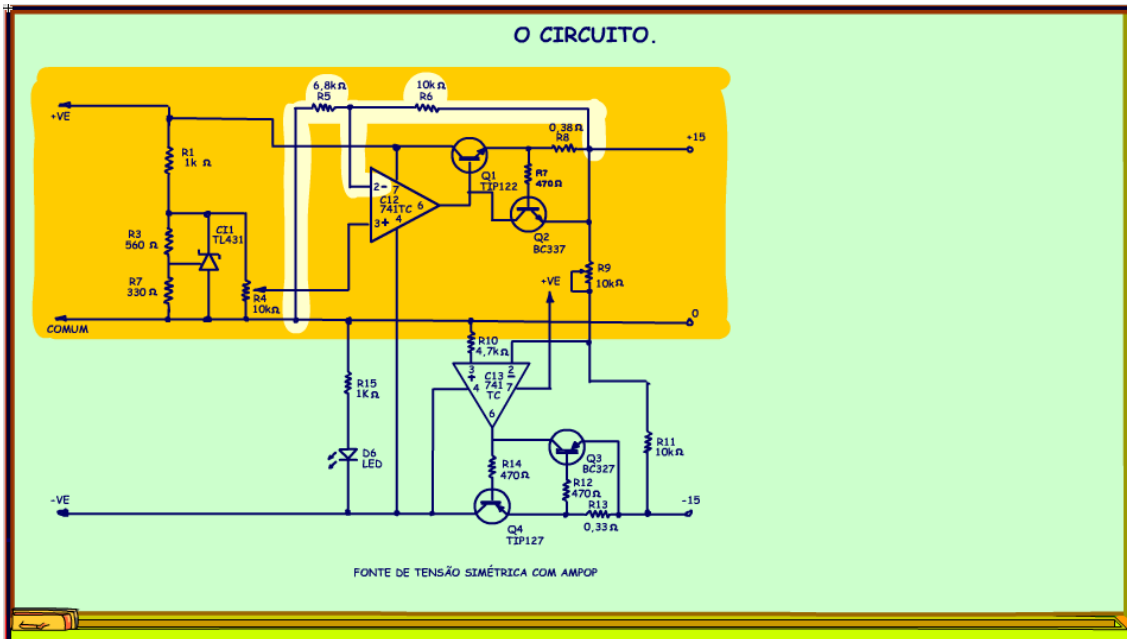 O CIRCUITO.
6,8kΩ
R5
10kΩ
R6
+VE
0,38Ω
R8
+15
R1
1k Ω
R7
470Ω
Q1
TIP122
2 -
7
C12
741TC
6
3 +
4
R3
560 Ω
CI1
TL431
Q2
BC337
R7
330 Ω
R4
10kΩ
+VE
R9
10kΩ
COMUM
0
R10
4,7kΩ
3
+
2
-
C13
4
741
7
TC
6
R15
1KΩ
D6
LED
R14
470Ω
Q3
BC327
R11
10kΩ
R12
470Ω
R13
0,33Ω
-VE
-15
Q4
TIP127
FONTE DE TENSÃO SIMÉTRICA COM AMPOP